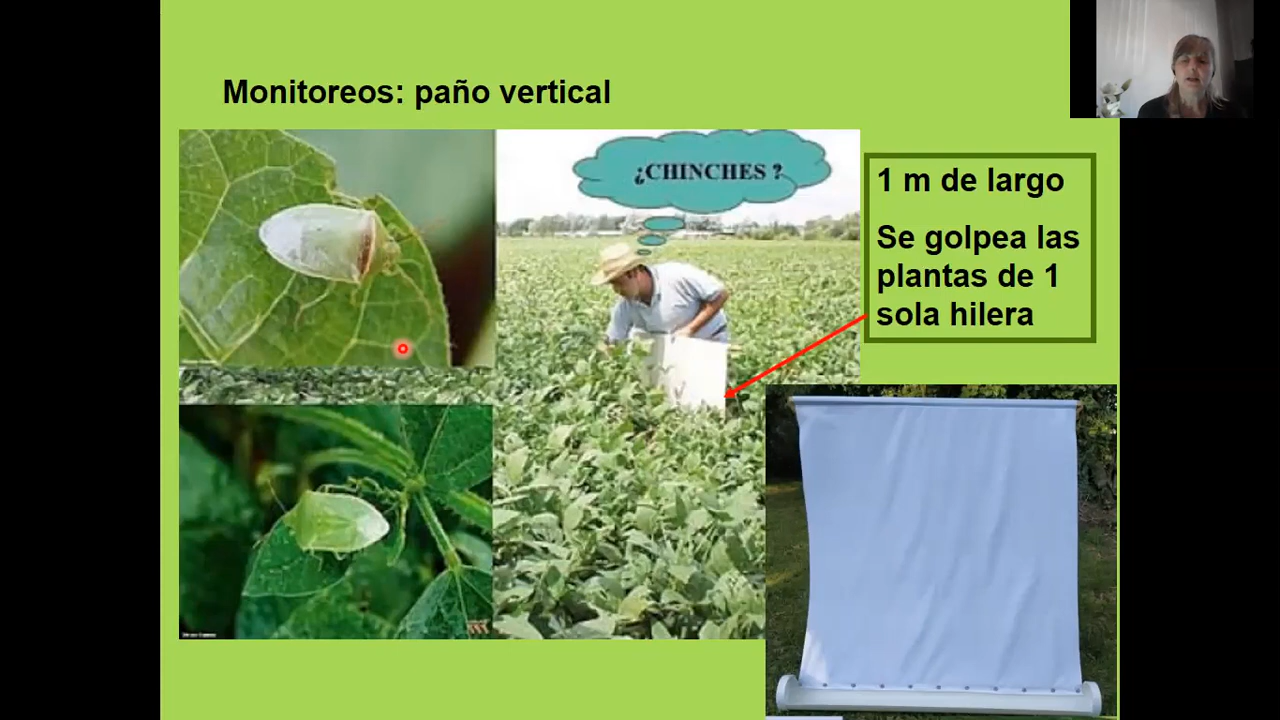 Monitoreos: paño vertical
¿CHINCHES ?
1 m de largo
Se golpea las
plantas de 1
sola hilera